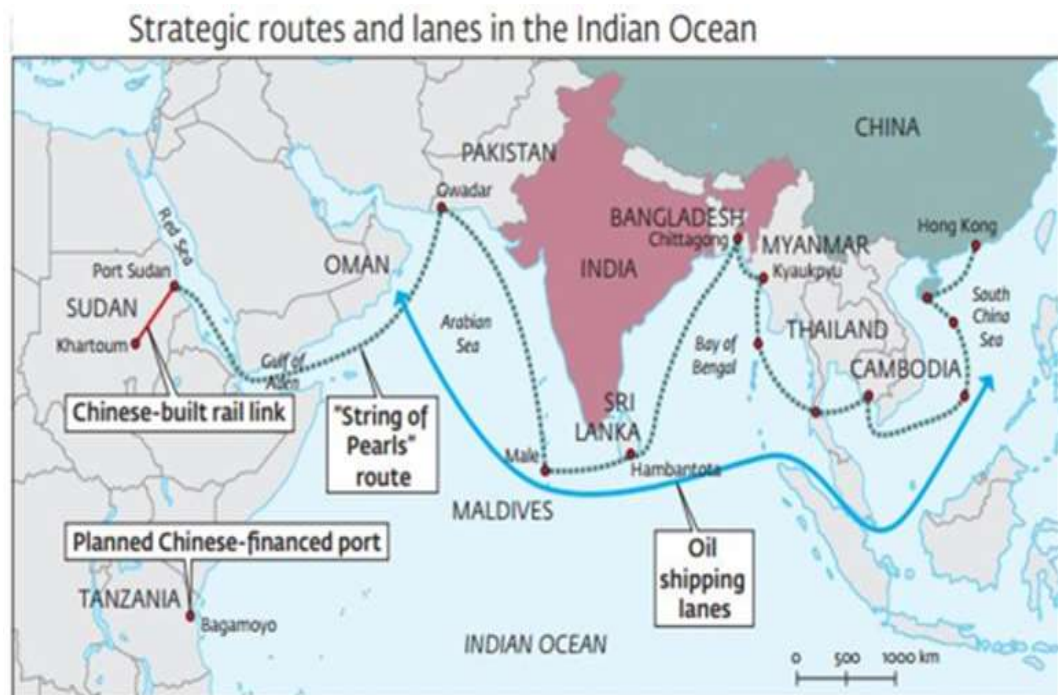 Strategic routes and lanes in the Indian Ocean
CHINA
PAKISTAN
Gwadar
Red Sea
BANGLADESH
Chittagong
Hong Kong
MYANMAR
Kyaukpyu
Port Sudan
OMAN
INDIA
SUDAN
Khartoum
Arabian
Sea
Bay of
Bengal
THAILAND
South
China
Sea
CAMBODIA
Gulf of
Aden
Chinese-built rail link
"String of
Pearls"
route
SRI
LANKA
Male
Hambantota
MALDIVES
Planned Chinese-financed port
Oil
shipping
lanes
TANZANIA
Bagamoyo
INDIAN OCEAN
0 500 1000 km